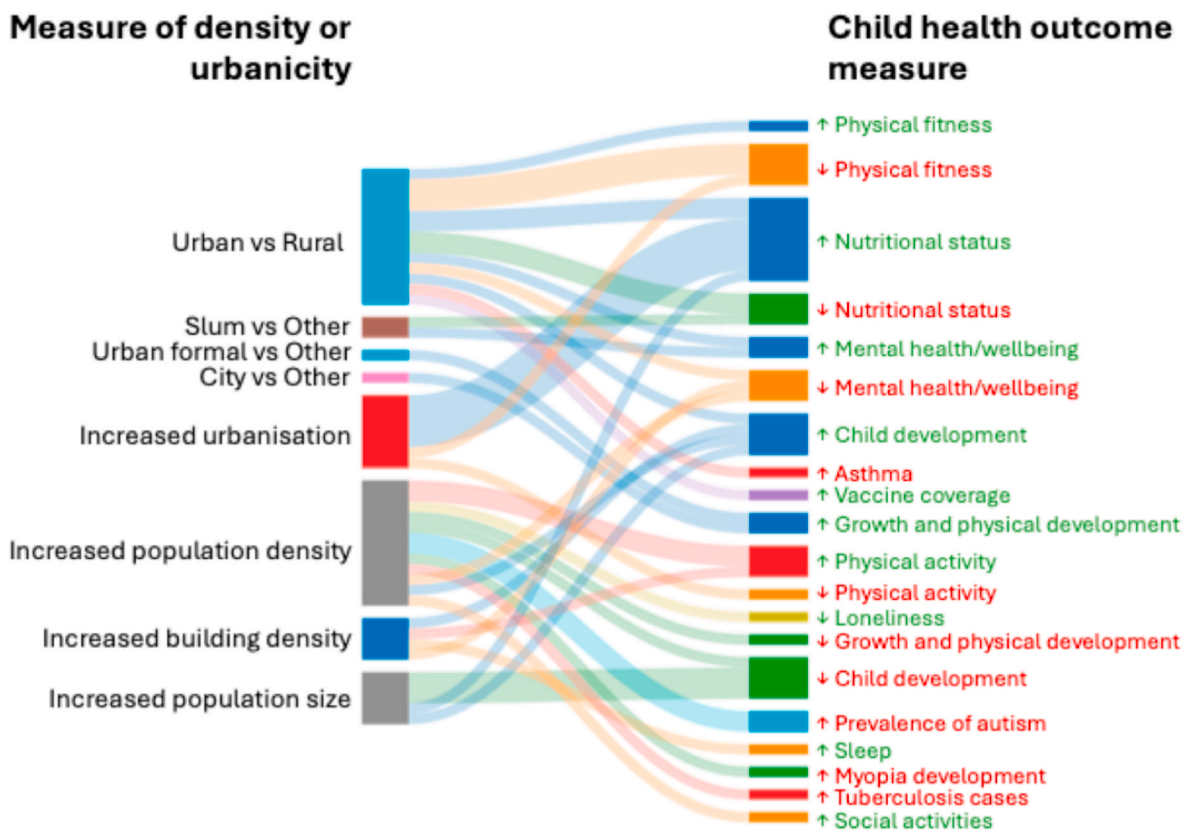 Measure of density or
urbanicity
Child health outcome
measure
Urban vs Rural
Slum vs Other
Urban formal vs Other
City vs Other
Increased urbanisation
Increased population density
Increased building density
Increased population size
↑ Physical fitness
↓ Physical fitness
↑ Nutritional status
↓ Nutritional status
↑ Mental health/wellbeing
↓ Mental health/wellbeing
↑ Child development
↑ Asthma
↑ Vaccine coverage
↑ Growth and physical development
↑ Physical activity
↓ Physical activity
↓ Loneliness
↓ Growth and physical development
↓ Child development
↑ Prevalence of autism
↑ Sleep
↑ Myopia development
↑ Tuberculosis cases
↑ Social activities